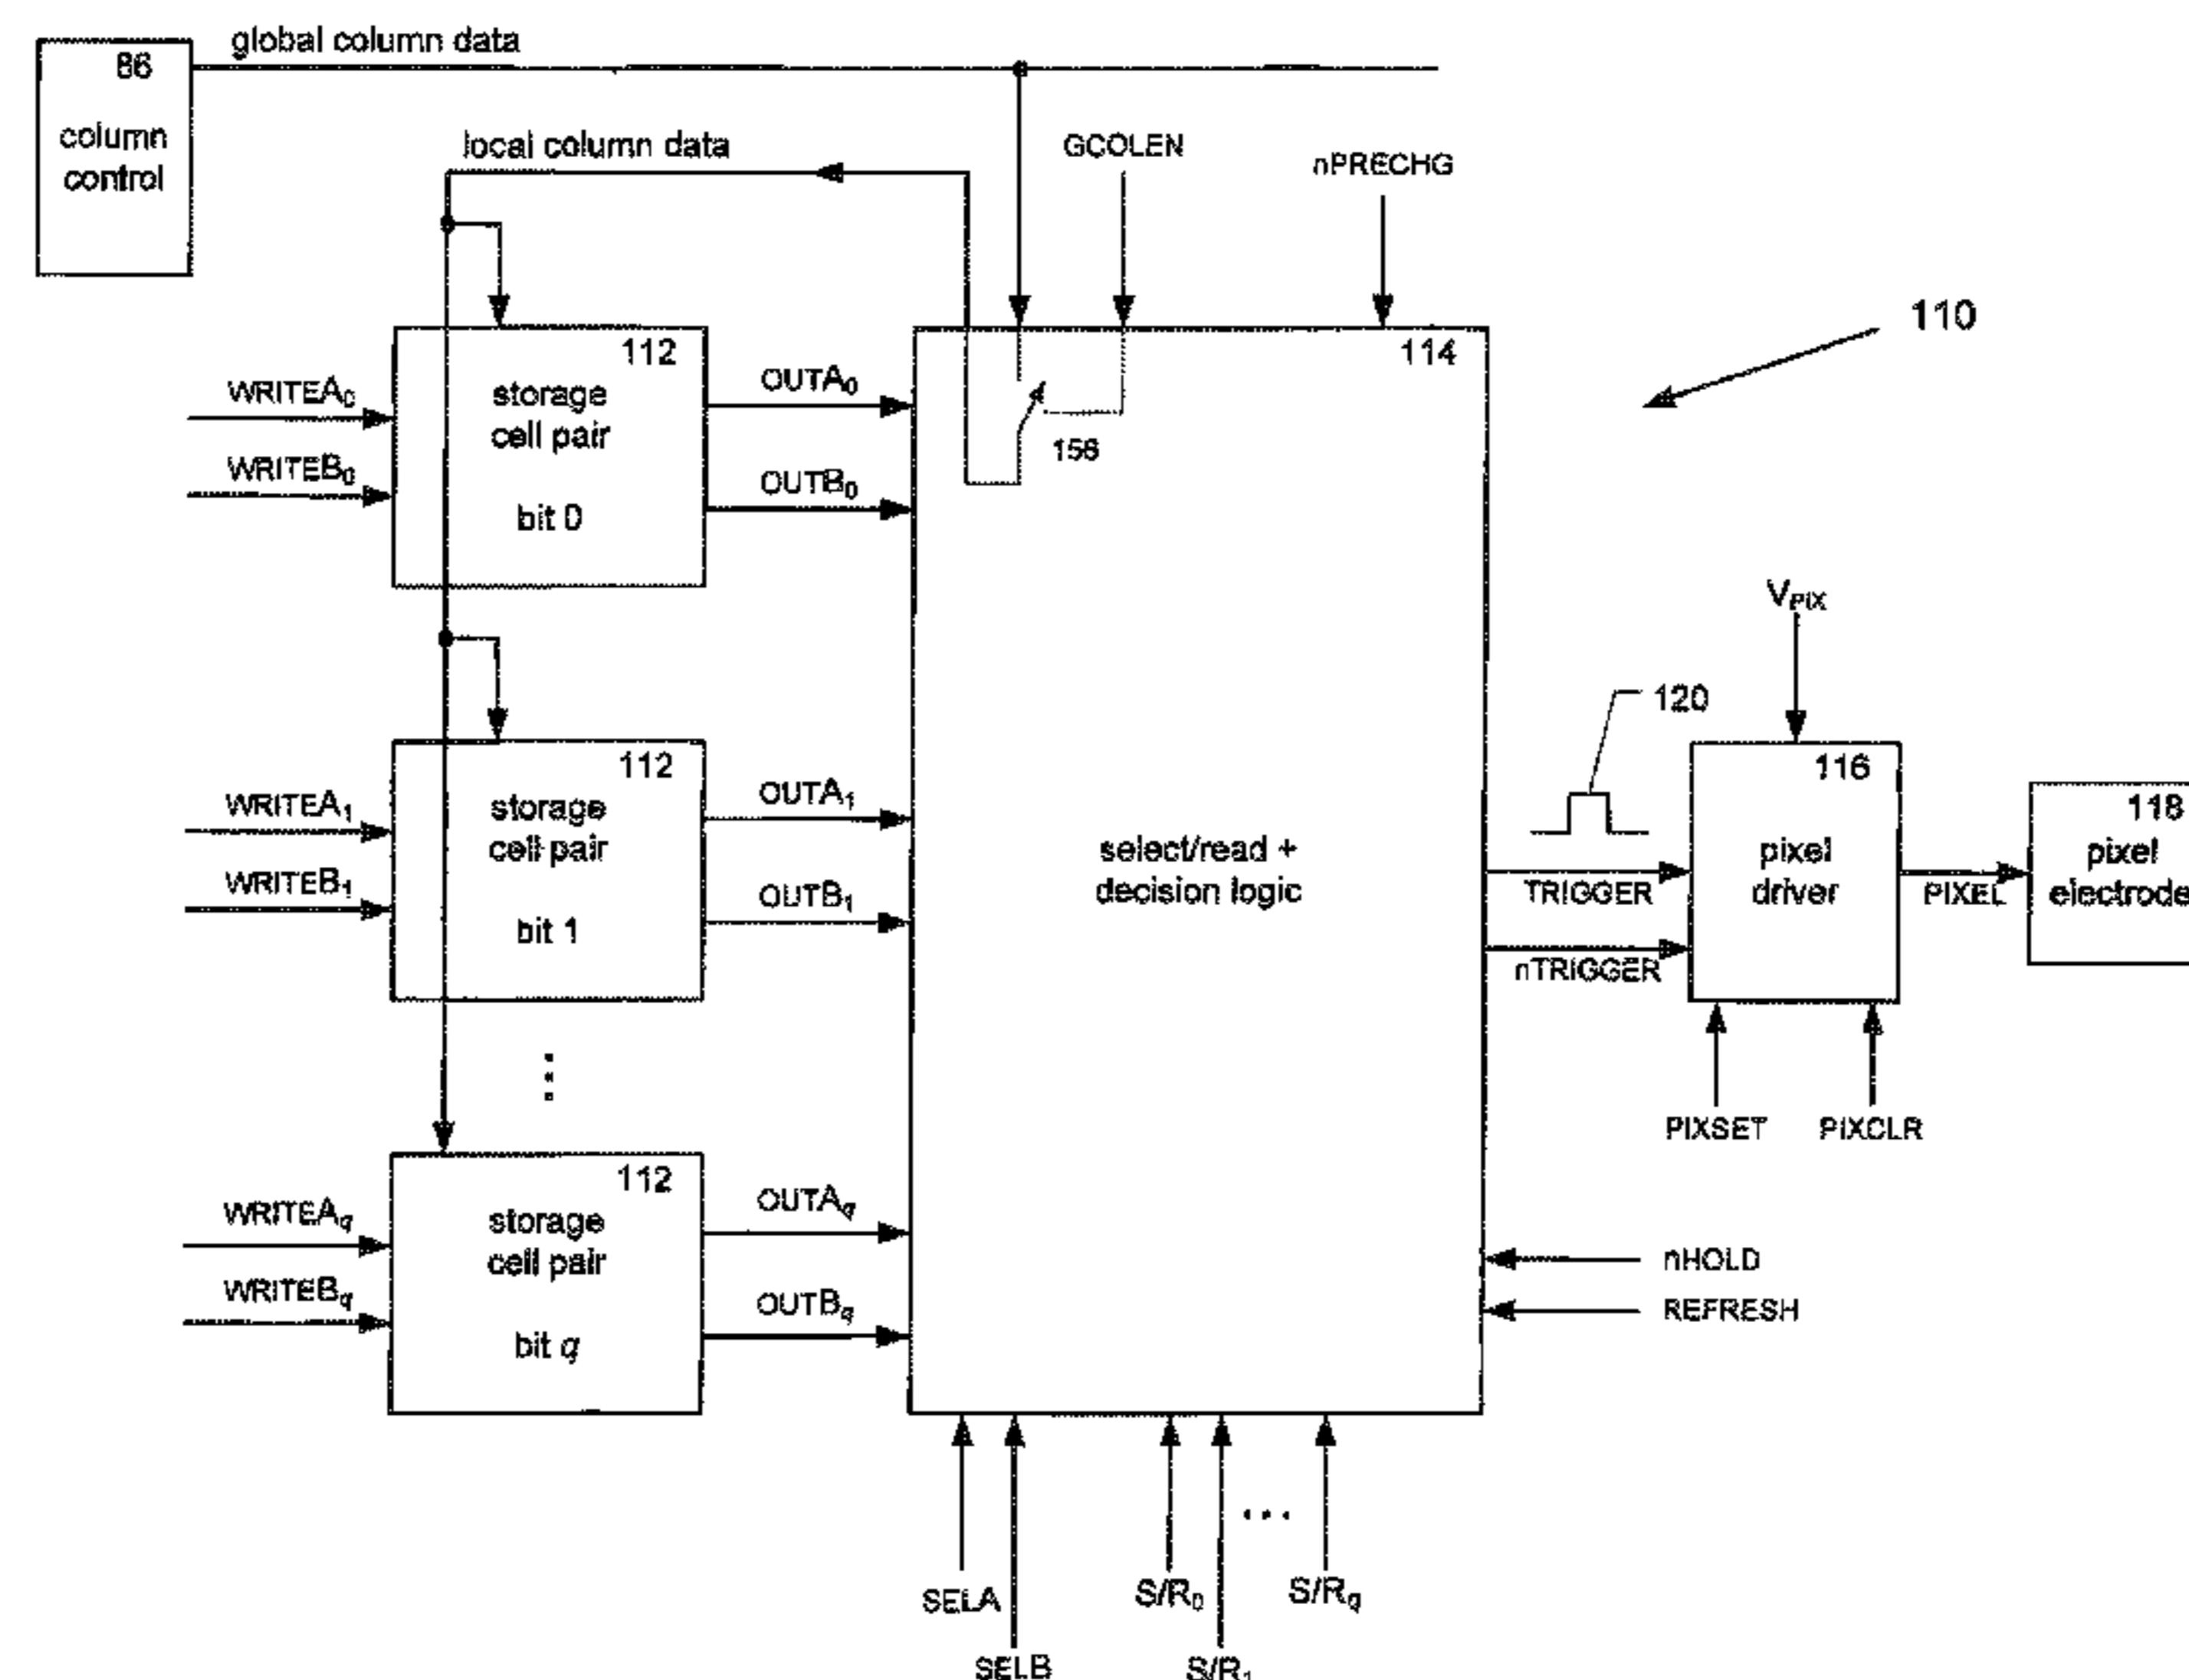 86
column
control
global column data
local column data
GCOLEN
nPRECHG
110
112
storage
cell pair
bit 0
WRITEA0
WRITEB0
OUTA0
OUTB0
114
156
select/read +
decision logic
112
storage
cell pair
bit 1
WRITEA1
WRITEB1
OUTA1
OUTB1
⋮
112
storage
cell pair
bit q
WRITEAq
WRITEBq
OUTAq
OUTBq
VPIX
120
TRIGGER
nTRIGGER
116
pixel
driver
PIXEL
118
pixel
electrode
PIXSET
PIXCLR
nHOLD
REFRESH
SELA
SELB
S/R0
S/R1
...
S/Rq